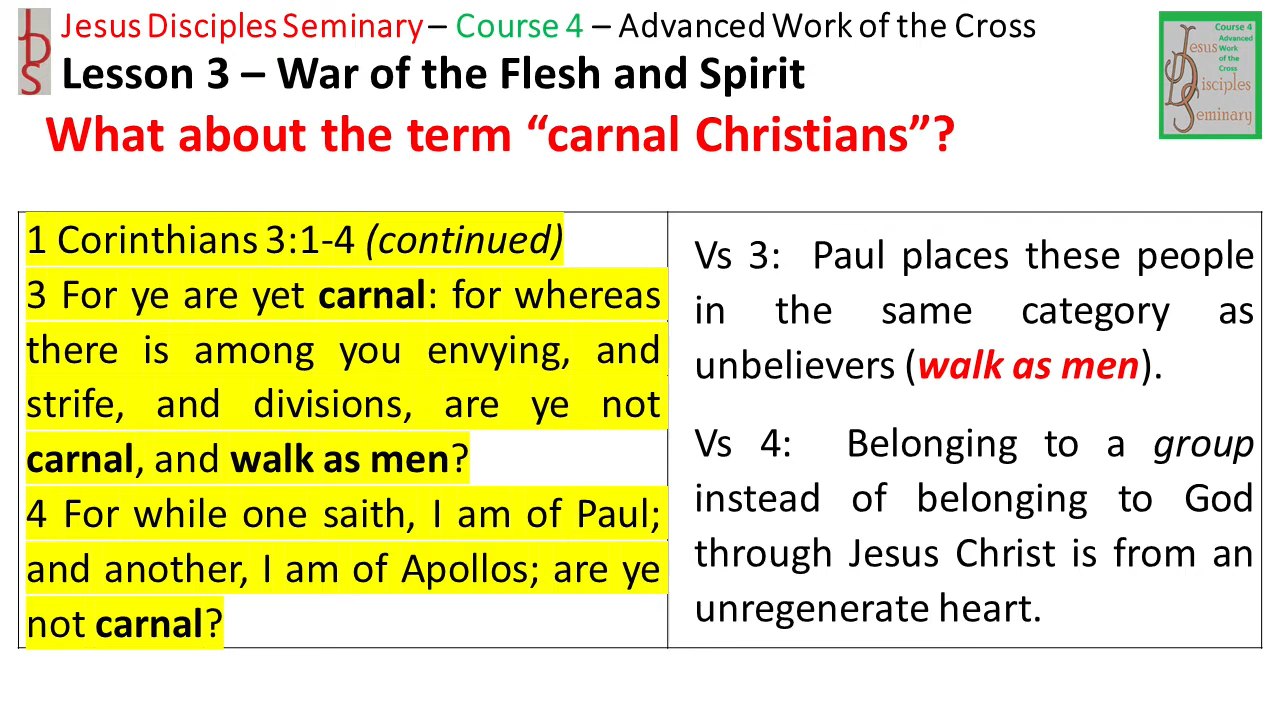 JDS
Jesus Disciples Seminary – Course 4 – Advanced Work of the Cross
Lesson 3 – War of the Flesh and Spirit
What about the term “carnal Christians”?
Course 4
Advanced
Work
of the
Cross
Jesus
Disciples
Seminary
1 Corinthians 3:1-4 (continued)
3 For ye are yet carnal: for whereas
there is among you envying, and
strife, and divisions, are ye not
carnal, and walk as men?
4 For while one saith, I am of Paul;
and another, I am of Apollos; are ye
not carnal?
Vs 3: Paul places these people
in the same category as
unbelievers (walk as men).
Vs 4: Belonging to a group
instead of belonging to God
through Jesus Christ is from an
unregenerate heart.